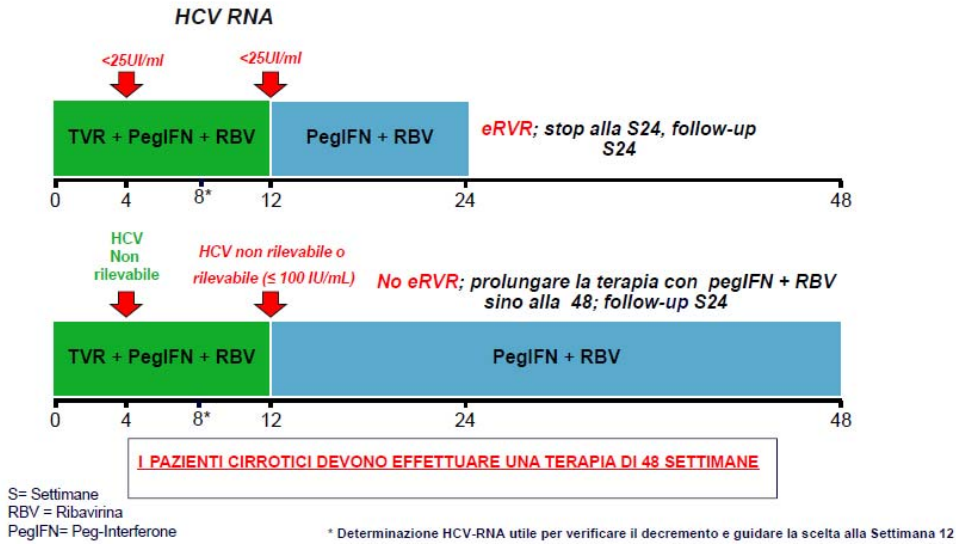 HCV RNA
<25UI/ml
<25UI/ml
TVR + PegIFN + RBV
PegIFN + RBV
eRVR; stop alla S24, follow-up
S24
0
4
8*
12
24
48
HCV
Non
rilevabile
HCV non rilevabile o
rilevabile (≤ 100 IU/mL)
No eRVR; prolungare la terapia con pegIFN + RBV
sino alla 48; follow-up S24
TVR + PegIFN + RBV
PegIFN + RBV
0
4
8*
12
24
48
I PAZIENTI CIRROTICI DEVONO EFFETTUARE UNA TERAPIA DI 48 SETTIMANE
S= Settimane
RBV = Ribavirina
PegIFN= Peg-Interferone
* Determinazione HCV-RNA utile per verificare il decremento e guidare la scelta alla Settimana 12